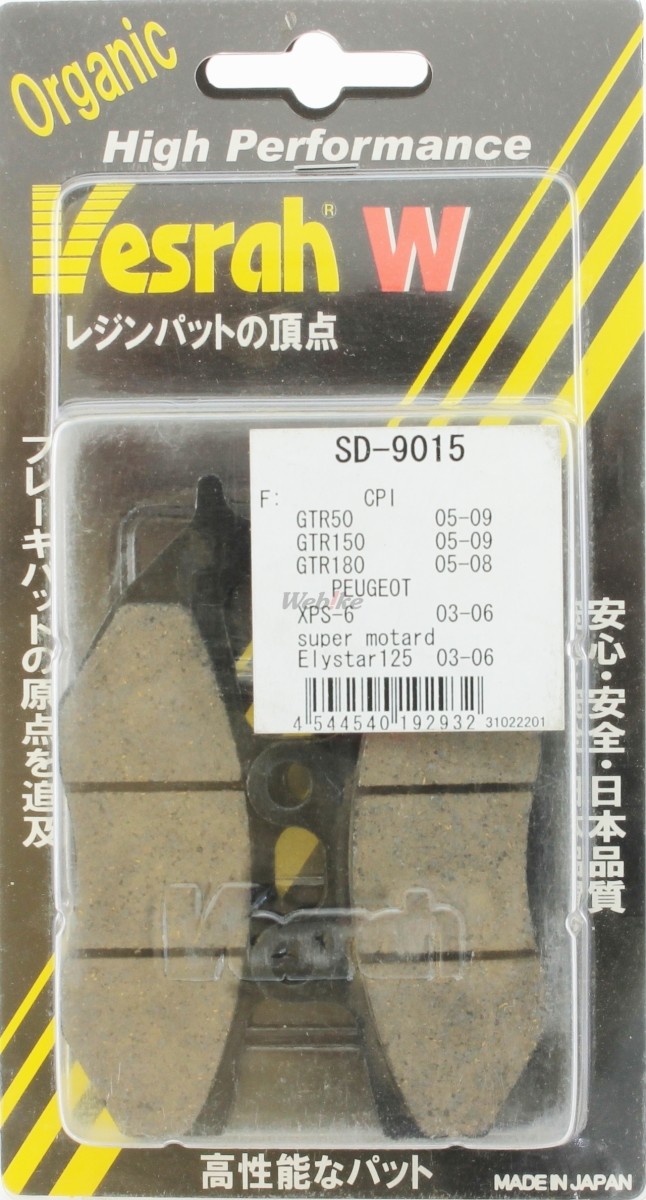 Organic
High Performance
Vesrah® W
レジンパットの頂点
ブレーキパットの原点を追及
SD-9015
F: CPI
GTR50 05-09
GTR150 05-09
GTR180 05-08
PEUGEOT
Webike
XPS-6 03-06
super motard
Elystar125 03-06
4 544540 192932 31022201
安心・安全・日本品質
Vesrah
高性能なパット
MADE IN JAPAN